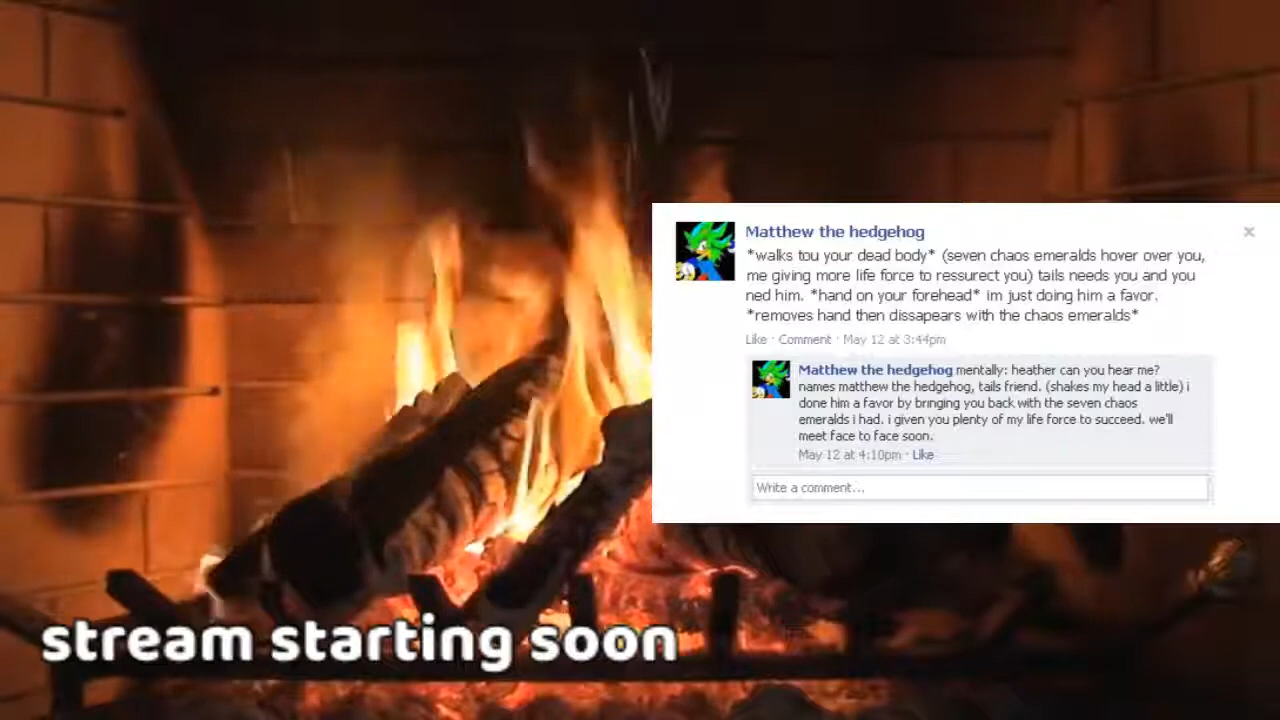 Matthew the hedgehog
*walks tou your dead body* (seven chaos emeralds hover over you,
me giving more life force to ressurect you) tails needs you and you
ned him. *hand on your forehead* im just doing him a favor.
*removes hand then dissapears with the chaos emeralds*
Like · Comment · May 12 at 3:44pm
Matthew the hedgehog mentally: heather can you hear me?
names matthew the hedgehog, tails friend. (shakes my head a little) i
done him a favor by bringing you back with the seven chaos
emeralds i had. i given you plenty of my life force to succeed. we'll
meet face to face soon.
May 12 at 4:10pm · Like
Write a comment...
stream starting soon